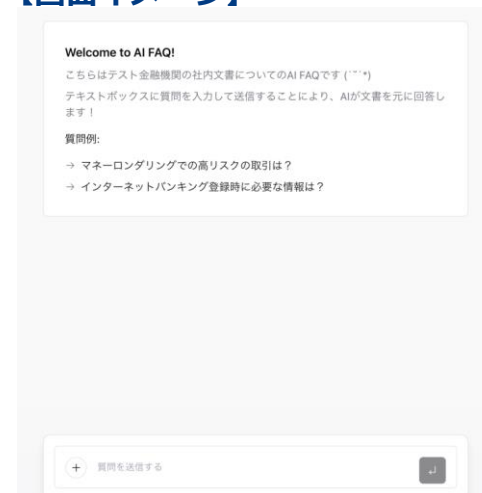 【画面イメージ】
Welcome to AI FAQ!
こちらはテスト金融機関の社内文書についてのAI FAQです (˙˘˙*)
テキストボックスに質問を入力して送信することにより、AIが文書を元に回答し
ます！
質問例:
→ マネーロンダリングでの高リスクの取引は？
→ インターネットバンキング登録時に必要な情報は？
+ 質問を送信する